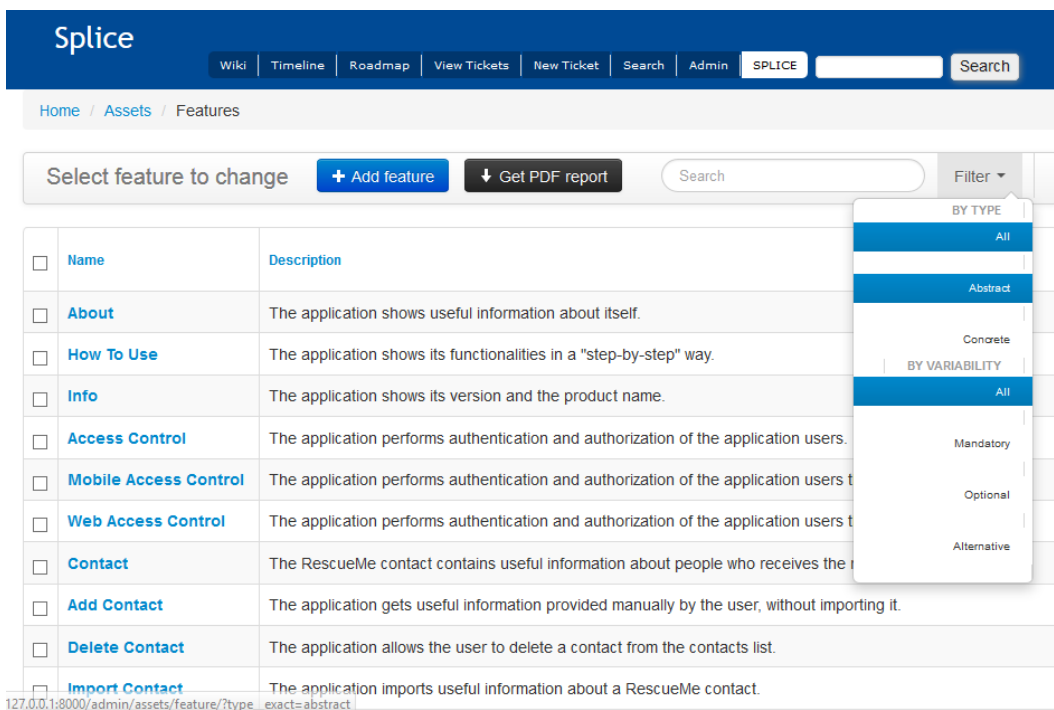 Splice
Wiki Timeline Roadmap View Tickets New Ticket Search Admin SPLICE Search
Home / Assets / Features
Select feature to change + Add feature Get PDF report Search Filter
BY TYPE
All
Abstract
Concrete
BY VARIABILITY
All
Mandatory
Optional
Alternative
Name Description
About The application shows useful information about itself.
How To Use The application shows its functionalities in a "step-by-step" way.
Info The application shows its version and the product name.
Access Control The application performs authentication and authorization of the application users.
Mobile Access Control The application performs authentication and authorization of the application users t
Web Access Control The application performs authentication and authorization of the application users t
Contact The RescueMe contact contains useful information about people who receives the
Add Contact The application gets useful information provided manually by the user, without importing it.
Delete Contact The application allows the user to delete a contact from the contacts list.
Import Contact The application imports useful information about a RescueMe contact.
127.0.0.1:8000/admin/assets/feature/?type__exact=abstract